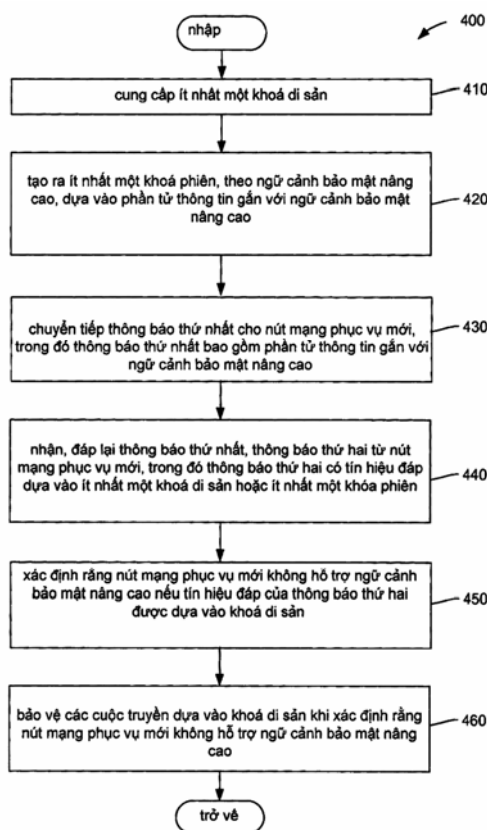 nhập
400
cung cấp ít nhất một khoá di sản
410
tạo ra ít nhất một khoá phiên, theo ngữ cảnh bảo mật nâng
cao, dựa vào phần tử thông tin gắn với ngữ cảnh bảo mật
nâng cao
420
chuyển tiếp thông báo thứ nhất cho nút mạng phục vụ mới,
trong đó thông báo thứ nhất bao gồm phần tử thông tin gắn với
ngữ cảnh bảo mật nâng cao
430
nhận, đáp lại thông báo thứ nhất, thông báo thứ hai từ nút
mạng phục vụ mới, trong đó thông báo thứ hai có tín hiệu đáp
dựa vào ít nhất một khoá di sản hoặc ít nhất một khóa phiên
440
xác định rằng nút mạng phục vụ mới không hỗ trợ ngữ cảnh
bảo mật nâng cao nếu tín hiệu đáp của thông báo thứ hai
được dựa vào khoá di sản
450
bảo vệ các cuộc truyền dựa vào khoá di sản khi xác định rằng
nút mạng phục vụ mới không hỗ trợ ngữ cảnh bảo mật nâng
cao
460
trở về